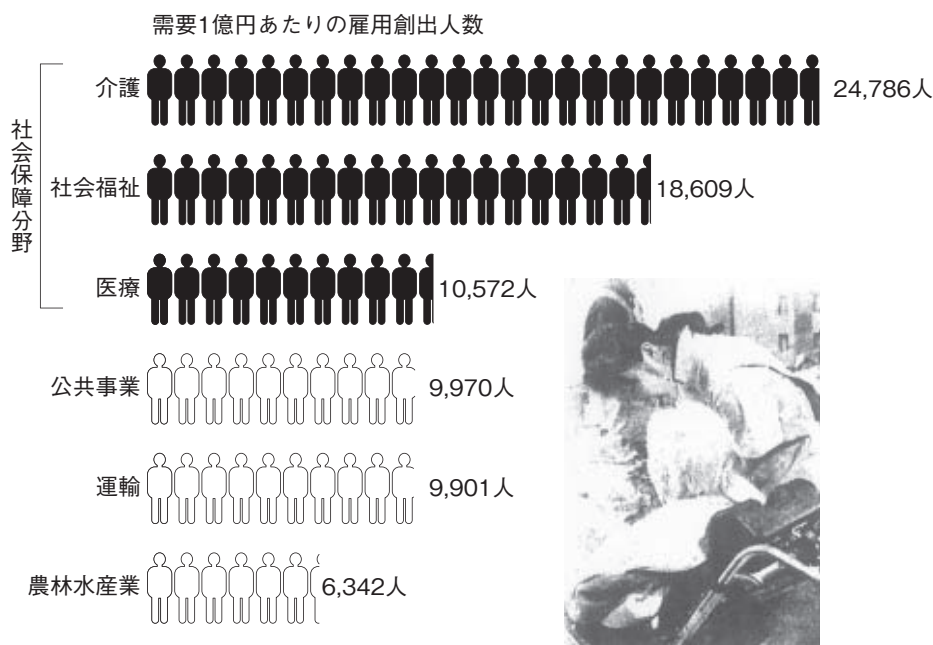 需要1億円あたりの雇用創出人数
社会保障分野
介護 24,786人
社会福祉 18,609人
医療 10,572人
公共事業 9,970人
運輸 9,901人
農林水産業 6,342人